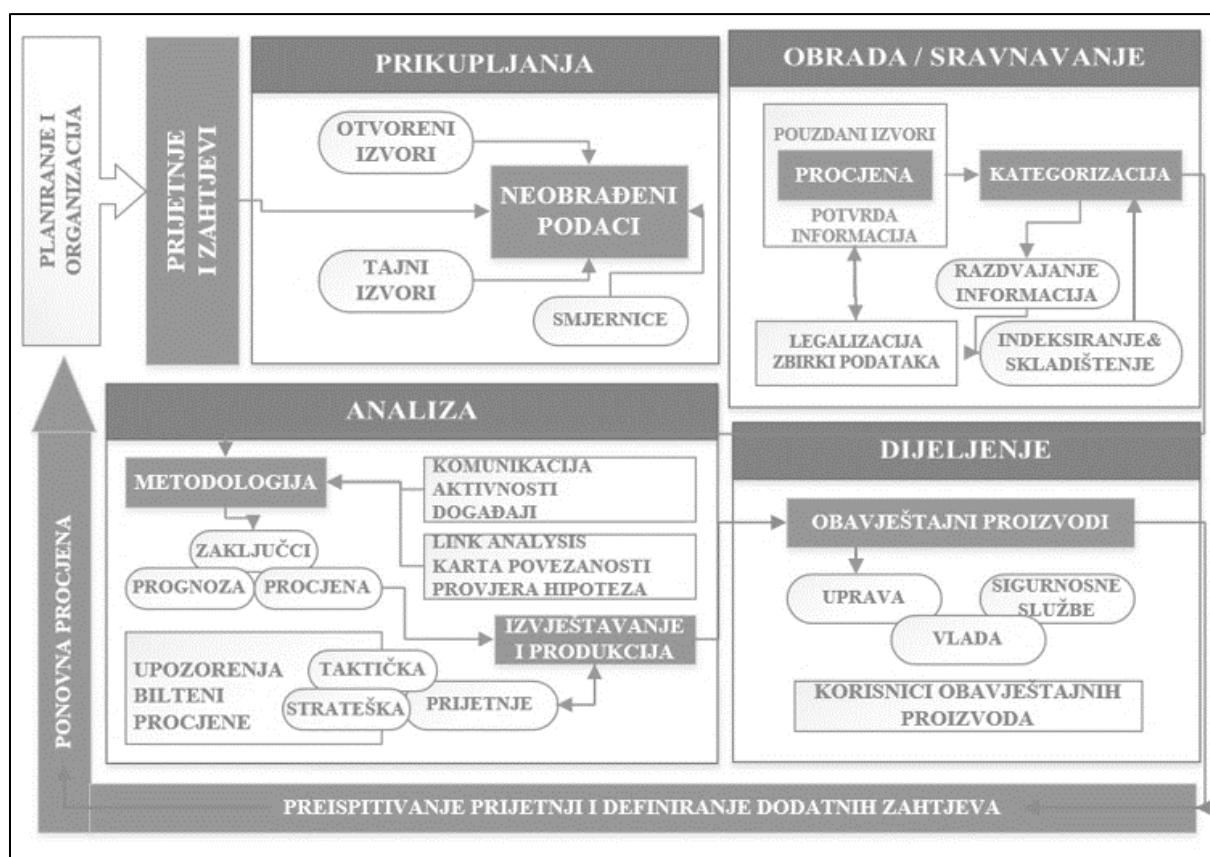 PLANIRANJE I
ORGANIZACIJA
PRIJETNJE
I ZAHTJEVI
PRIKUPLJANJA
OTVORENI
IZVORI
NEOBRAĐENI
PODACI
TAJNI
IZVORI
SMJERNICE
OBRADA / SRAVNAVANJE
POUZDANI IZVORI
PROCJENA
POTVRDA
INFORMACIJA
KATEGORIZACIJA
RAZDVAJANJE
INFORMACIJA
LEGALIZACIJA
ZBIRKI PODATAKA
INDEKSIRANJE&
SKLADIŠTENJE
ANALIZA
METODOLOGIJA
KOMUNIKACIJA
AKTIVNOSTI
DOGAĐAJI
ZAKLJUČCI
PROGNOZA
PROCJENA
LINK ANALYSIS
KARTA POVEZANOSTI
PROVJERA HIPOTEZA
IZVJEŠTAVANJE
I PRODUKCIJA
UPOZORENJA
BILTENI
PROCJENE
TAKTIČKA
STRATEŠKA
PRIJETNJE
DIJELJENJE
OBAVJEŠTAJNI PROIZVODI
UPRAVA
SIGURNOSNE
SLUŽBE
VLADA
KORISNICI OBAVJEŠTAJNIH
PROIZVODA
PONOVNA PROCJENA
PREISPITIVANJE PRIJETNJI I DEFINIRANJE DODATNIH ZAHTJEVA